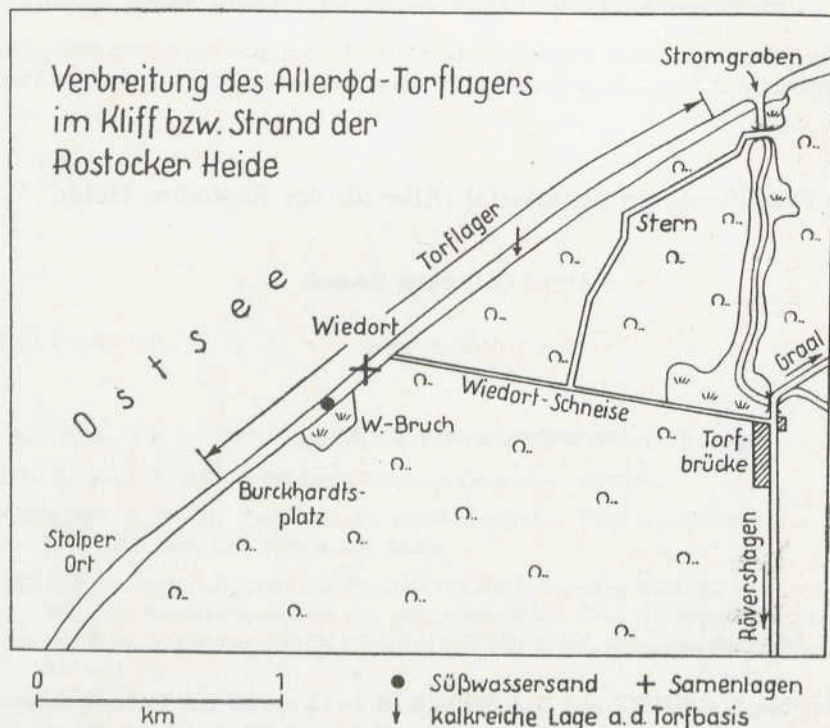 Verbreitung des Allerφd-Torflagers
im Kliff bzw. Strand der
Rostocker Heide
Stromgraben
Torflager
Stern
Ostsee
Wiedort
Graal
Wiedort-Schneise
W-Bruch
Torf-
brücke
Burckhardts-
platz
Stolper
Ort
Rövershagen
0 1
km
Süßwassersand
Samenlagen
kalkreiche Lage a.d.Torfbasis